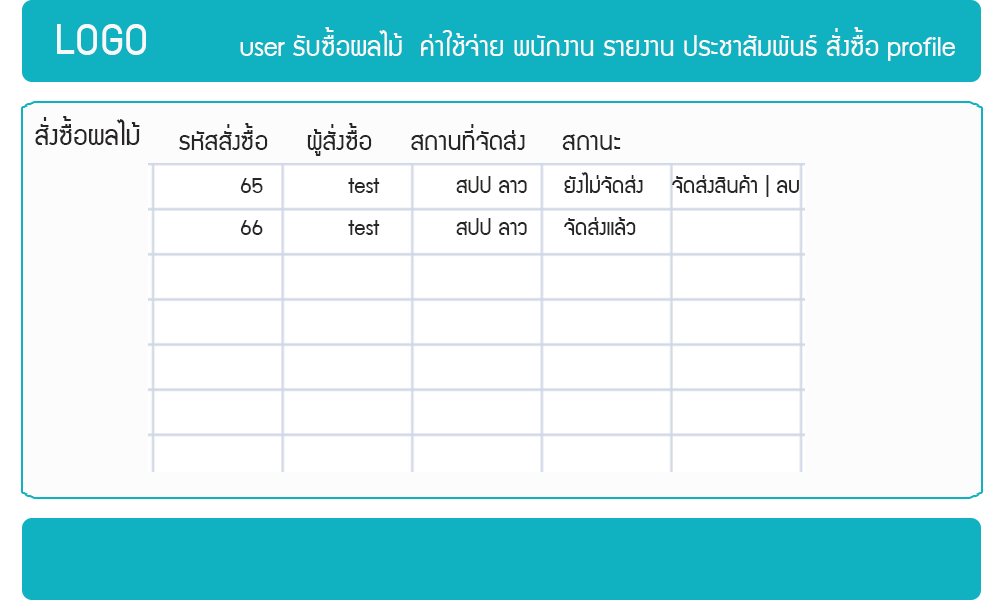 LOGO
user รับซื้อผลไม้ ค่าใช้จ่าย พนักงาน รายงาน ประชาสัมพันธ์ สั่งซื้อ profile
สั่งซื้อผลไม้
รหัสสั่งซื้อ ผู้สั่งซื้อ สถานที่จัดส่ง สถานะ
65 test สปป ลาว ยังไม่จัดส่ง จัดส่งสินค้า | ลบ
66 test สปป ลาว จัดส่งแล้ว